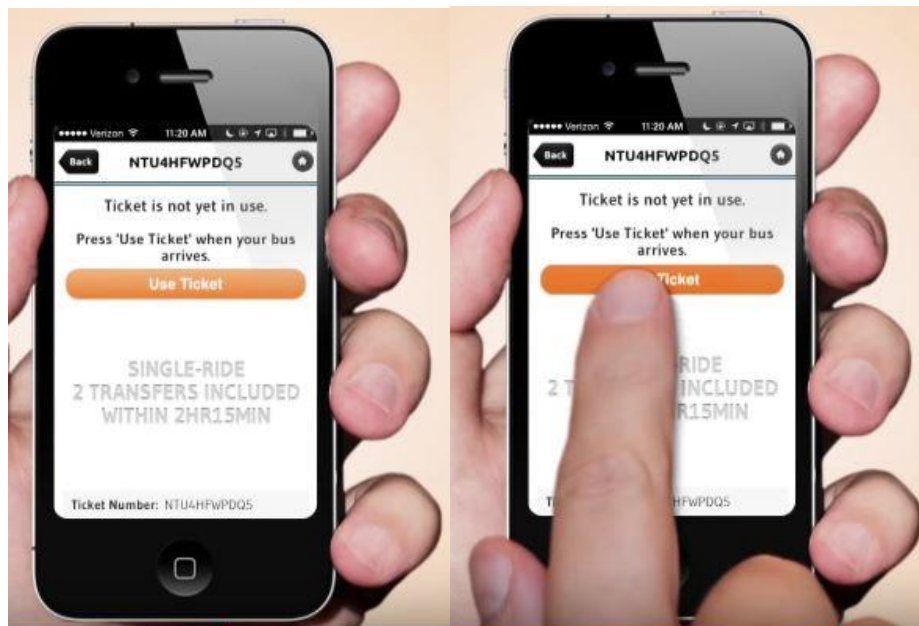 Verizon 11:20 AM
Back NTU4HFWPDQ5
Ticket is not yet in use.
Press 'Use Ticket' when your bus
arrives.
Use Ticket
SINGLE-RIDE
2 TRANSFERS INCLUDED
WITHIN 2HR15MIN
Ticket Number: NTU4HFWPDQ5
Verizon 11:20 AM
Back NTU4HFWPDQ5
Ticket is not yet in use.
Press 'Use Ticket' when your bus
arrives.
Ticket
RIDE
2 T INCLUDED
R15MIN
T HFWPDQ5